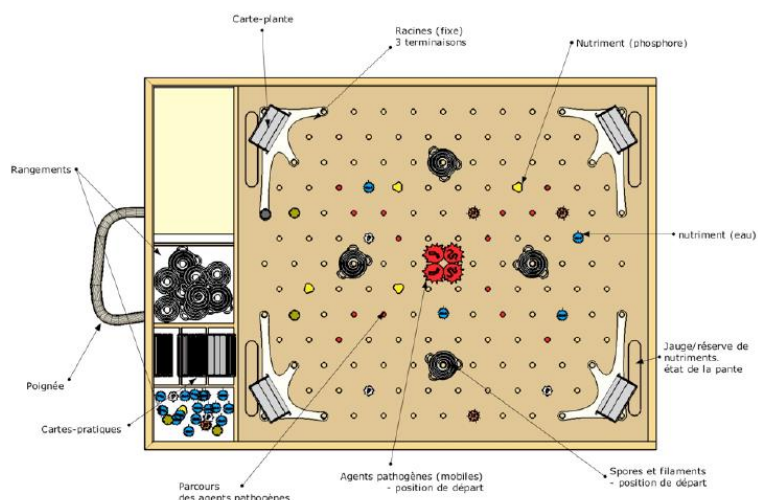 Carte-plante
Racines (fixe)
3 terminaisons
Nutriment (phosphore)
Rangements
nutriment (eau)
Jauge/réserve de
nutriments.
état de la pante
Poignée
Cartes-pratiques
Parcours
des agents pathogènes
Agents pathogènes (mobiles)
- position de départ
Spores et filaments
- position de départ